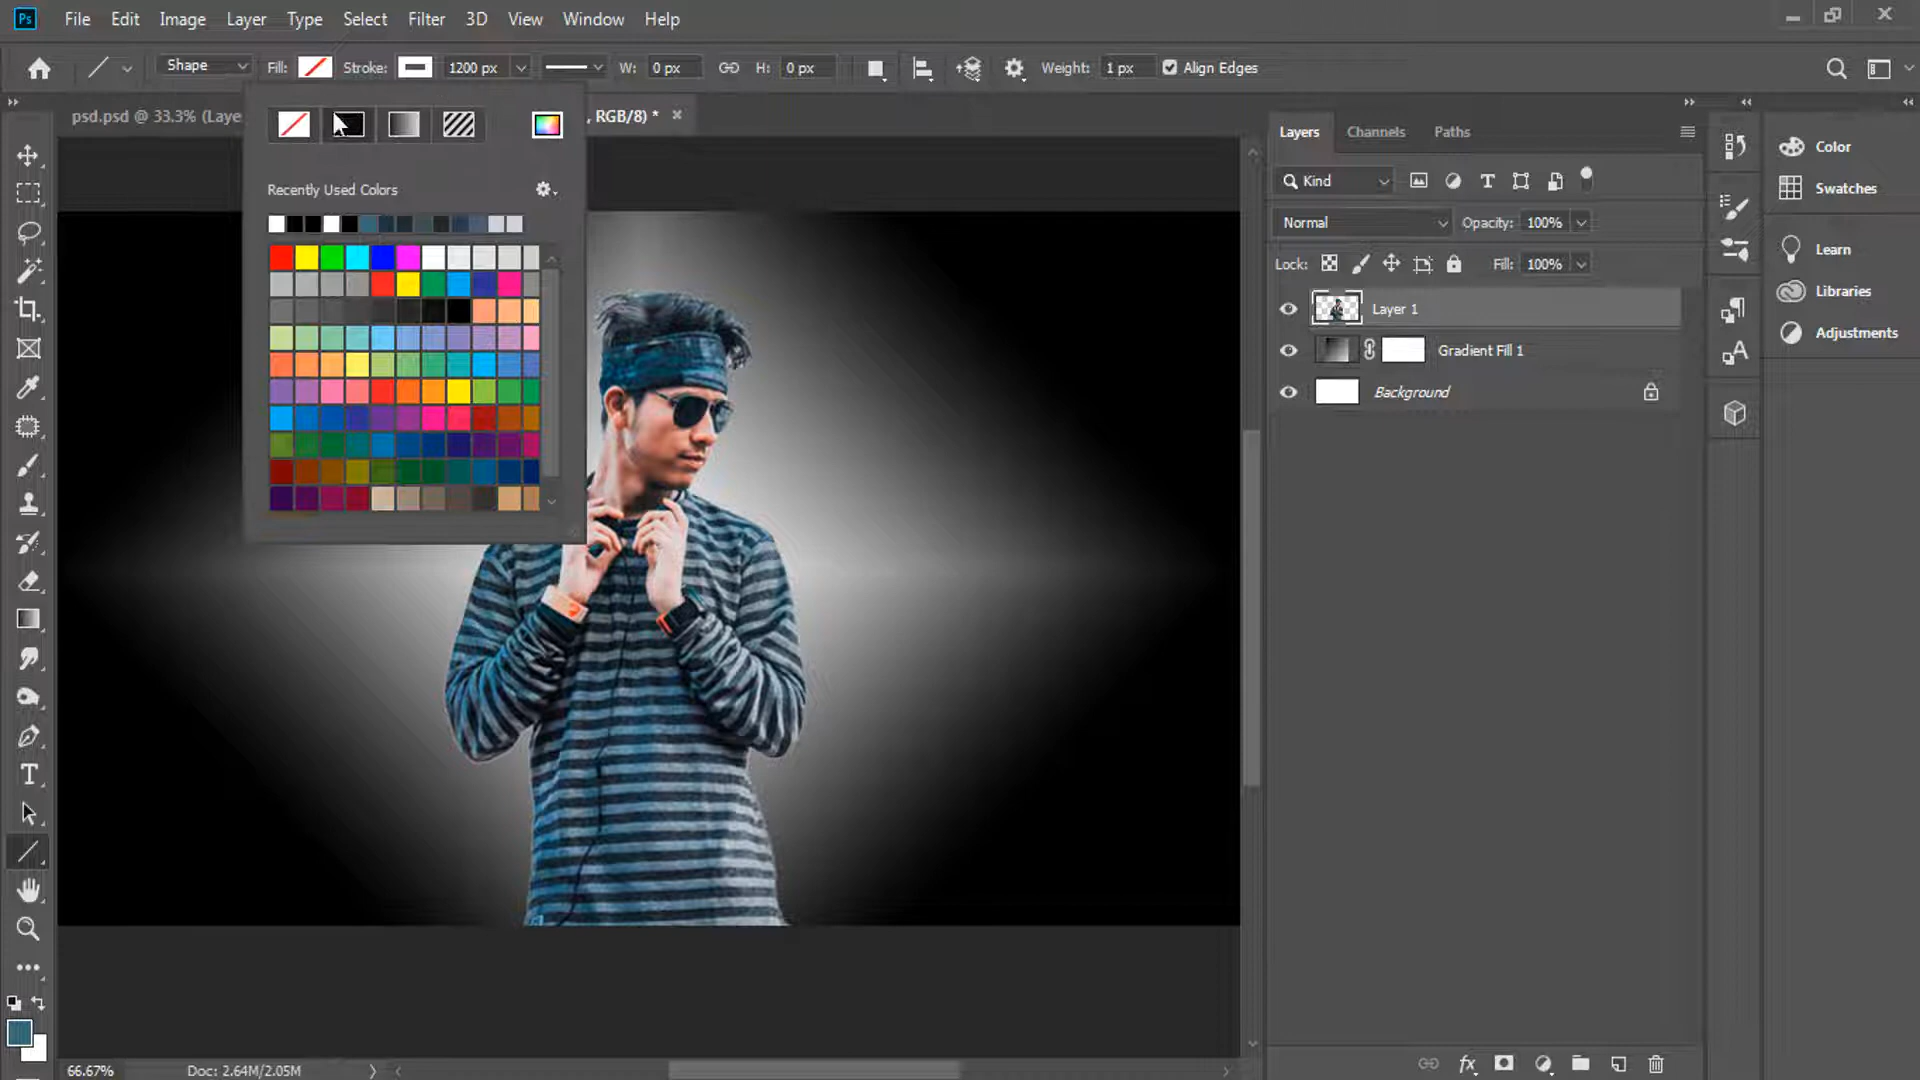 Ps File Edit Image Layer Type Select Filter 3D View Window Help
Shape Fill: Stroke: 1200 px W: 0 px H: 0 px Weight: 1 px Align Edges
psd.psd @ 33.3% (Laye , RGB/8) *
Recently Used Colors
Layers Channels Paths
Kind
Normal Opacity: 100%
Lock: Fill: 100%
Layer 1
Gradient Fill 1
Background
Color
Swatches
Learn
Libraries
Adjustments
66.67% Doc: 2.64M/2.05M